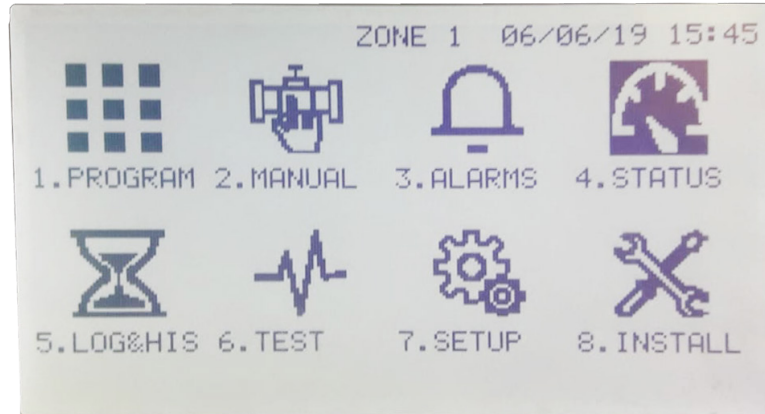 ZONE 1 06/06/19 15:45
1.PROGRAM 2.MANUAL 3.ALARMS 4.STATUS
5.LOG&HIS 6.TEST 7.SETUP 8.INSTALL